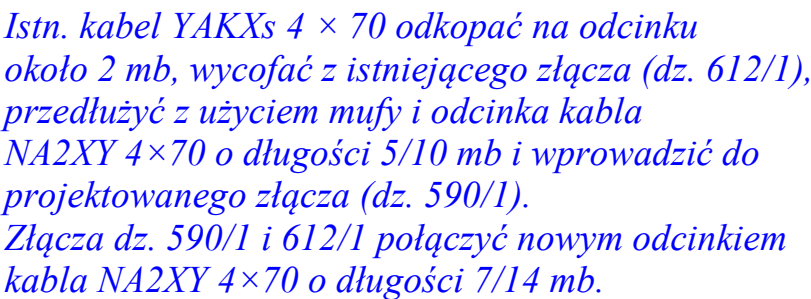 Istn. kabel YAKXs 4 × 70 odkopać na odcinku
około 2 mb, wycofać z istniejącego złącza (dz. 612/1),
przedłużyć z użyciem mufy i odcinka kabla
NA2XY 4×70 o długości 5/10 mb i wprowadzić do
projektowanego złącza (dz. 590/1).
Złącza dz. 590/1 i 612/1 połączyć nowym odcinkiem
kabla NA2XY 4×70 o długości 7/14 mb.